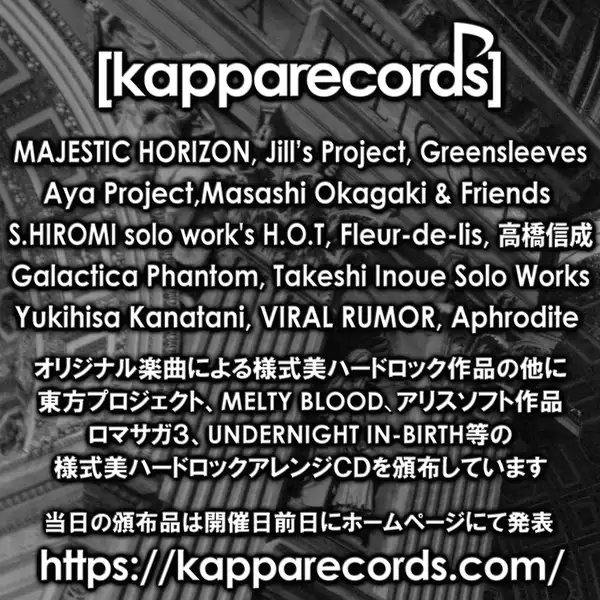 [kapparecords]
MAJESTIC HORIZON, Jill's Project, Greensleeves
Aya Project,Masashi Okagaki & Friends
S.HIROMI solo work's H.O.T, Fleur-de-lis, 高橋信成
Galactica Phantom, Takeshi Inoue Solo Works
Yukihisa Kanatani, VIRAL RUMOR, Aphrodite
オリジナル楽曲による様式美ハードロック作品の他に
東方プロジェクト、MELTY BLOOD、アリスソフト作品
ロマサガ3、UNDERNIGHT IN-BIRTH等の
様式美ハードロックアレンジCDを頒布しています
当日の頒布品は開催日前日にホームページにて発表
https://kapparecords.com/